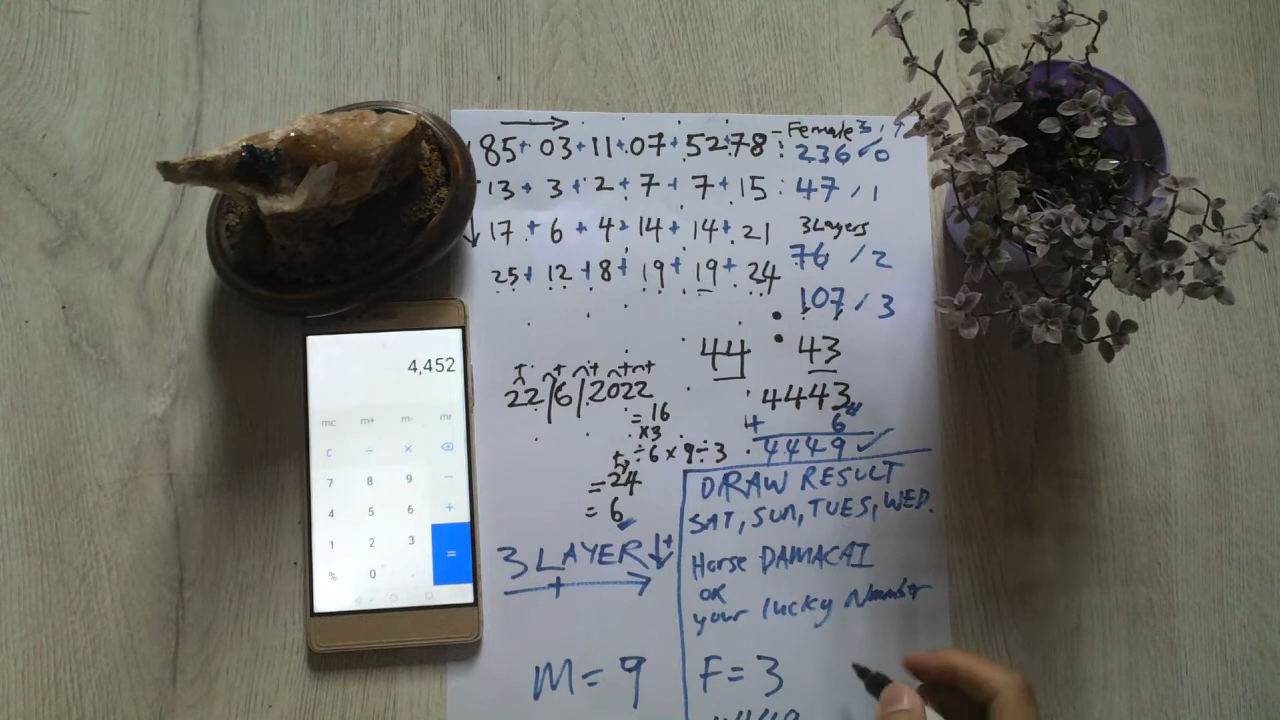 85 + 03 + 11 + 07 + 52 + 78 - Female 3, 9
: 236 / 0
13 + 3 + 2 + 7 + 7 + 15 : 47 / 1
17 + 6 + 4 + 14 + 14 + 21
3 Layers
76 / 2
25 + 12 + 8 + 19 + 19 + 24
107 / 3
44 : 43
4443
+ 6
4449
22/6/2022
= 16
×3
÷6 × 9 ÷ 3
= 24
= 6
3 LAYER ↓+
+
M = 9
DRAW RESULT
SAT, SUN, TUES, WED.
Horse DAMACAI
OR
your lucky Number
F = 3
4,452
mc m+ m- mr
C ÷ ×
7 8 9 −
4 5 6 +
1 2 3 =
% 0 .